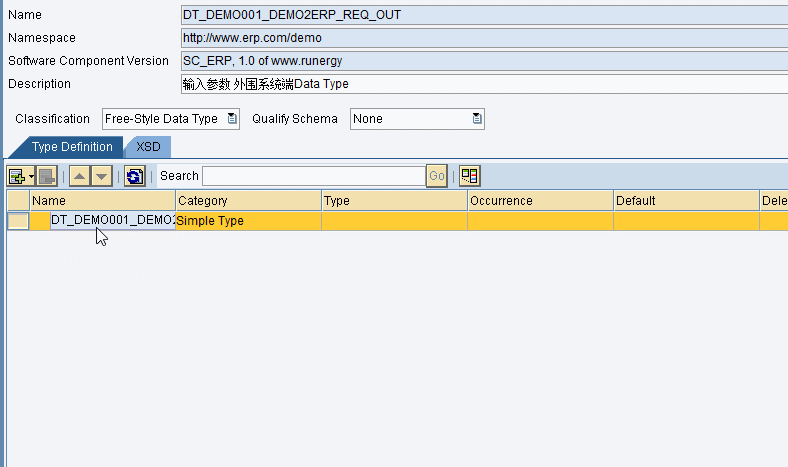 Name DT_DEMO001_DEMO2ERP_REQ_OUT
Namespace http://www.erp.com/demo
Software Component Version SC_ERP, 1.0 of www.runergy
Description 输入参数 外围系统端Data Type
Classification Free-Style Data Type Qualify Schema None
Type Definition XSD
Search Go
Name Category Type Occurrence Default Dele
DT_DEMO001_DEMO2 Simple Type